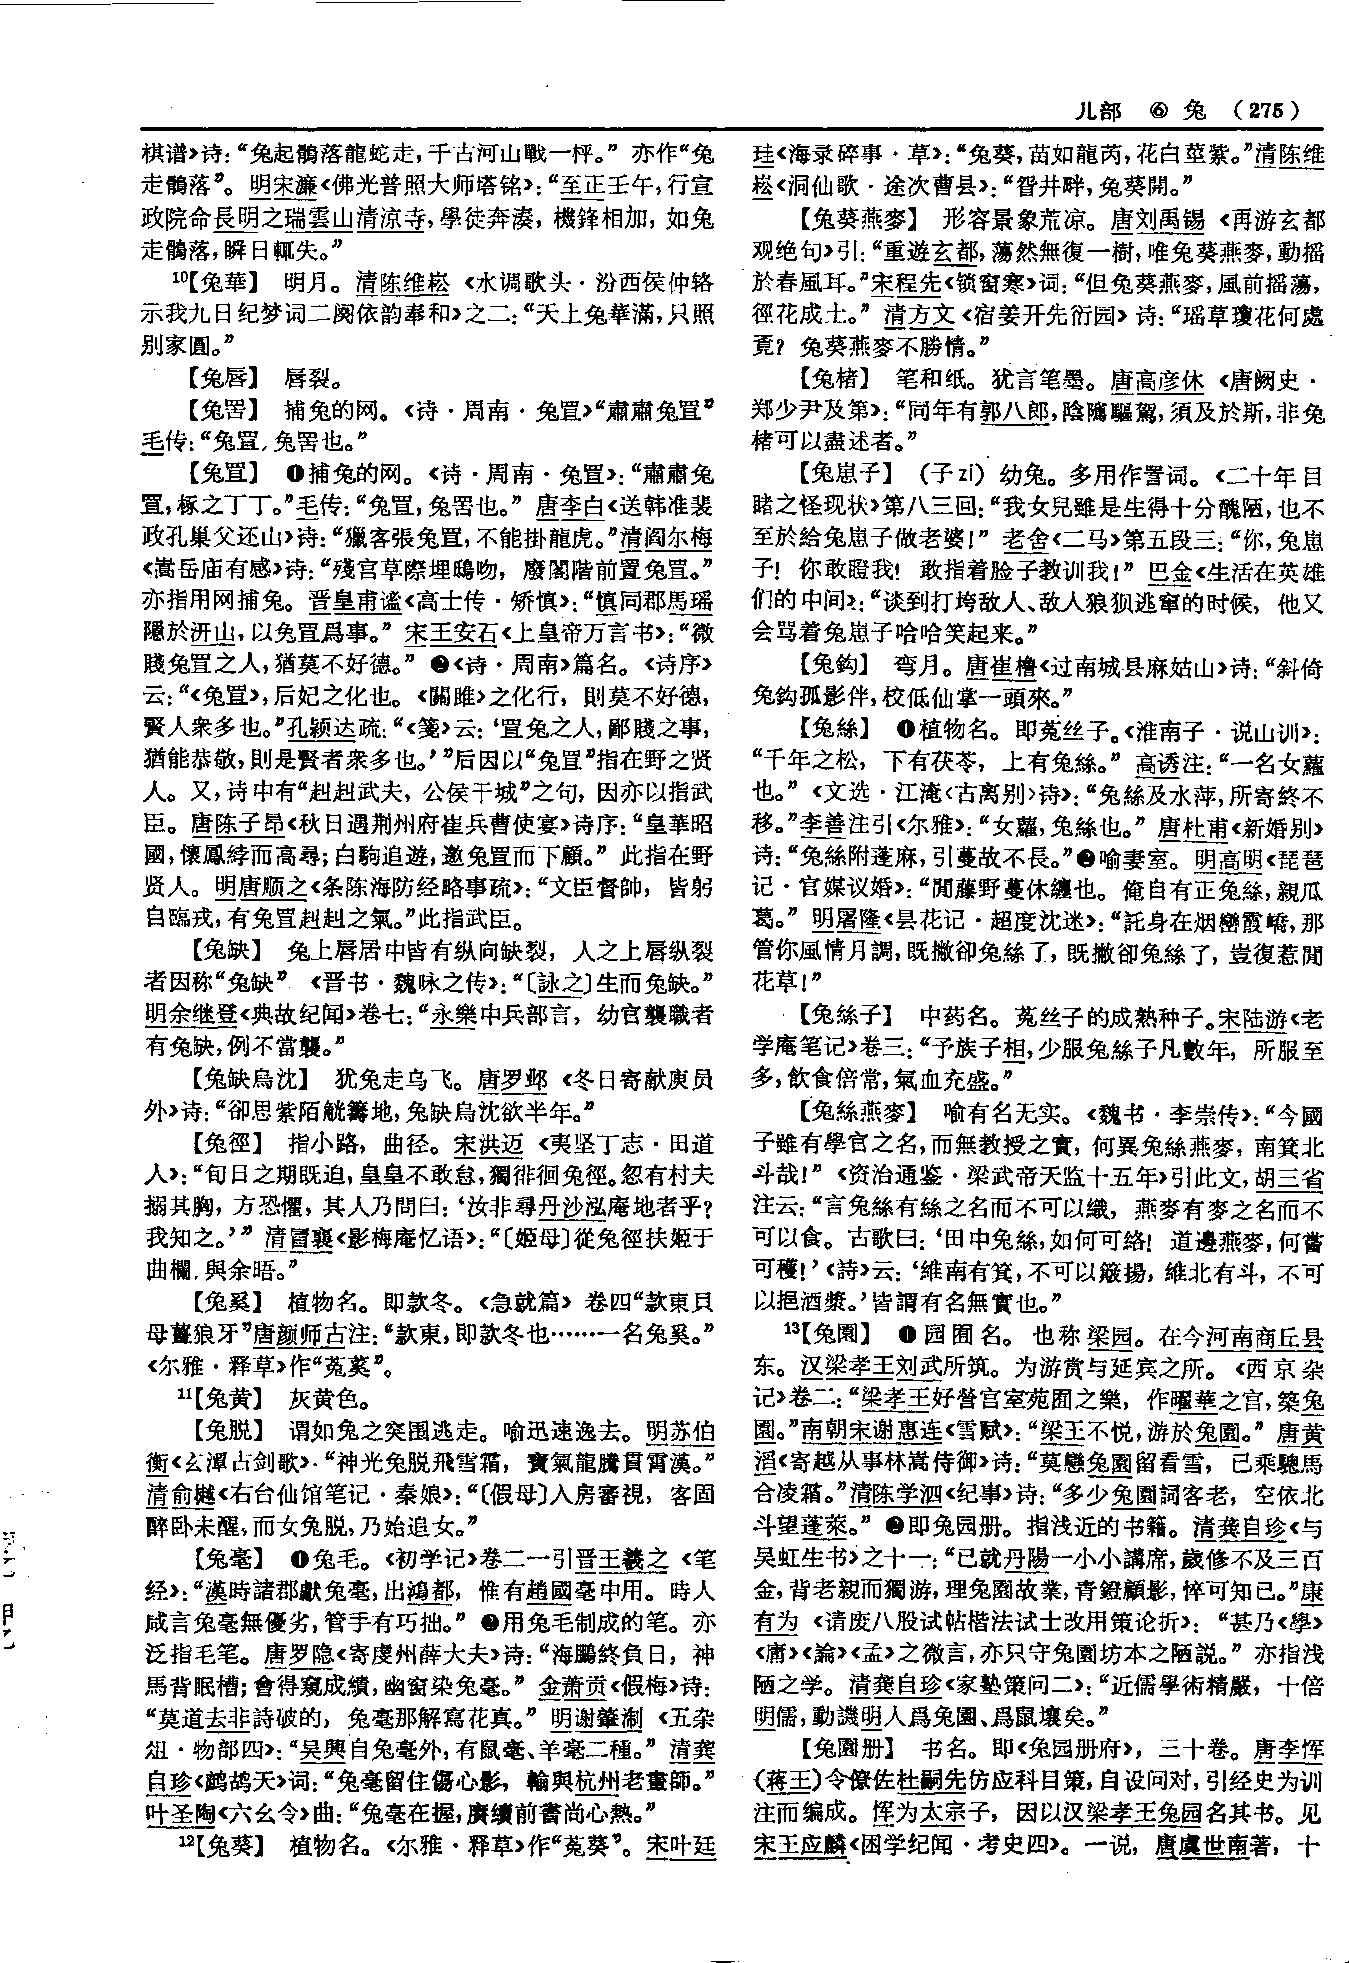 儿部 ⑥ 兔 （275）
棋谱》诗：“兔起鶻落龍蛇走，千古河山戰一枰。” 亦作“兔
走鶻落”。明宋濂《佛光普照大师塔铭》：“至正壬午，行宣
政院命長明之瑞雲山清凉寺，學徒奔湊，機鋒相加，如兔
走鶻落，瞬日輒失。”
10【兔華】 明月。清陈维崧《水调歌头·汾西侯仲辂
示我九日纪梦词二阕依韵奉和》之二：“天上兔華滿，只照
别家圓。”
【兔唇】 唇裂。
【兔罟】 捕兔的网。《诗·周南·兔罝》“肅肅兔罝”
毛传：“兔罝，兔罟也。”
【兔罝】 ❶捕兔的网。《诗·周南·兔罝》：“肅肅兔
罝，椓之丁丁。”毛传：“兔罝，兔罟也。” 唐李白《送韩准裴
政孔巢父还山》诗：“獵客張兔罝，不能掛龍虎。”清阎尔梅
《嵩岳庙有感》诗：“殘宫草際埋鴟吻，廢閣階前置兔罝。”
亦指用网捕兔。晋皇甫谧《高士传·矫慎》：“慎同郡馬瑶
隱於汧山，以兔罝爲事。” 宋王安石《上皇帝万言书》：“微
賤兔罝之人，猶莫不好德。” ❷《诗·周南》篇名。《诗序》
云：“《兔罝》，后妃之化也。《關雎》之化行，則莫不好德，
賢人衆多也。”孔颖达疏：“《箋》云：‘罝兔之人，鄙賤之事，
猶能恭敬，則是賢者衆多也。’”后因以“兔罝”指在野之贤
人。又，诗中有“赳赳武夫，公侯干城”之句，因亦以指武
臣。唐陈子昂《秋日遇荆州府崔兵曹使宴》诗序：“皇華昭
國，懷鳳綍而高尋；白駒追遊，邀兔罝而下顧。” 此指在野
贤人。明唐顺之《条陈海防经略事疏》：“文臣督帥，皆躬
自臨戎，有兔罝赳赳之氣。”此指武臣。
【兔缺】 兔上唇居中皆有纵向缺裂，人之上唇纵裂
者因称“兔缺” 《晋书·魏咏之传》：“〔詠之〕生而兔缺。”
明余继登《典故纪闻》卷七：“永樂中兵部言，幼官襲職者
有兔缺，例不當襲。”
【兔缺烏沈】 犹兔走乌飞。唐罗邺《冬日寄献庾员
外》诗：“卻思紫陌觥籌地，兔缺烏沈欲半年。”
【兔徑】 指小路，曲径。宋洪迈《夷坚丁志·田道
人》：“旬日之期既迫，皇皇不敢怠，獨徘徊兔徑。忽有村夫
搦其胸，方恐懼，其人乃問曰：‘汝非尋丹沙泓庵地者乎？
我知之。’” 清冒襄《影梅庵忆语》：“〔姬母〕從兔徑扶姬于
曲欄，與余晤。”
【兔奚】 植物名。即款冬。《急就篇》卷四“款東貝
母薑狼牙”唐颜师古注：“款東，即款冬也……一名兔奚。”
《尔雅·释草》作“菟奚”。
11【兔黄】 灰黄色。
【兔脱】 谓如兔之突围逃走。喻迅速逸去。明苏伯
衡《玄潭古剑歌》：“神光兔脱飛雪霜，寶氣龍騰貫霄漢。”
清俞樾《右台仙馆笔记·秦娘》：“〔假母〕入房審視，客固
醉卧未醒，而女兔脱，乃始追女。”
【兔毫】 ❶兔毛。《初学记》卷二一引晋王羲之《笔
经》：“漢時諸郡獻兔毫，出鴻都，惟有趙國毫中用。時人
咸言兔毫無優劣，管手有巧拙。” ❷用兔毛制成的笔。亦
泛指毛笔。唐罗隐《寄虔州薛大夫》诗：“海鵬終負日，神
馬背眠槽；會得窺成績，幽窗染兔毫。” 金萧贡《假梅》诗：
“莫道去非詩破的，兔毫那解寫花真。” 明谢肇淛《五杂
俎·物部四》：“吴興自兔毫外，有鼠毫、羊毫二種。” 清龚
自珍《鹧鸪天》词：“兔毫留住傷心影，輸與杭州老畫師。”
叶圣陶《六幺令》曲：“兔毫在握，賡續前書尚心熱。”
12【兔葵】 植物名。《尔雅·释草》作“菟葵”。宋叶廷
珪《海录碎事·草》：“兔葵，苗如龍芮，花白莖紫。”清陈维
崧《洞仙歌·途次曹县》：“眢井畔，兔葵開。”
【兔葵燕麥】 形容景象荒凉。唐刘禹锡《再游玄都
观绝句》引：“重遊玄都，蕩然無復一樹，唯兔葵燕麥，動摇
於春風耳。”宋程先《锁窗寒》词：“但兔葵燕麥，風前摇蕩，
徑花成土。” 清方文《宿姜开先衍园》诗：“瑶草瓊花何處
覓？兔葵燕麥不勝情。”
【兔楮】 笔和纸。犹言笔墨。唐高彦休《唐阙史·
郑少尹及第》：“同年有郭八郎，陰隲驅駕，須及於斯，非兔
楮可以盡述者。”
【兔崽子】（子zi）幼兔。多用作詈词。《二十年目
睹之怪现状》第八三回：“我女兒雖是生得十分醜陋，也不
至於給兔崽子做老婆！” 老舍《二马》第五段三：“你，兔崽
子！你敢瞪我！敢指着脸子教训我！” 巴金《生活在英雄
们的中间》：“谈到打垮敌人、敌人狼狈逃窜的时候，他又
会骂着兔崽子哈哈笑起来。”
【兔鈎】 弯月。唐崔橹《过南城县麻姑山》诗：“斜倚
兔鈎孤影伴，校低仙掌一頭來。”
【兔絲】 ❶植物名。即菟丝子。《淮南子·说山训》：
“千年之松，下有茯苓，上有兔絲。” 高诱注：“一名女蘿
也。”《文选·江淹〈古离别〉诗》：“兔絲及水萍，所寄終不
移。”李善注引《尔雅》：“女蘿，兔絲也。” 唐杜甫《新婚别》
诗：“兔絲附蓬麻，引蔓故不長。”❷喻妻室。明高明《琵琶
记·官媒议婚》：“閒藤野蔓休纏也。俺自有正兔絲，親瓜
葛。” 明屠隆《昙花记·超度沈迷》：“託身在烟巒霞嶠，那
管你風情月調，既撇卻兔絲了，既撇卻兔絲了，豈復惹閒
花草！”
【兔絲子】 中药名。菟丝子的成熟种子。宋陆游《老
学庵笔记》卷三：“予族子相，少服兔絲子凡數年，所服至
多，飲食倍常，氣血充盛。”
【兔絲燕麥】 喻有名无实。《魏书·李崇传》：“今國
子雖有學官之名，而無教授之實，何異兔絲燕麥，南箕北
斗哉！” 《资治通鉴·梁武帝天监十五年》引此文，胡三省
注云：“言兔絲有絲之名而不可以織，燕麥有麥之名而不
可以食。古歌曰：‘田中兔絲，如何可絡！道邊燕麥，何嘗
可穫！’《詩》云：‘維南有箕，不可以簸揚，維北有斗，不可
以挹酒漿。’皆謂有名無實也。”
13【兔園】 ❶园囿名。也称梁园。在今河南商丘县
东。汉梁孝王刘武所筑。为游赏与延宾之所。《西京杂
记》卷二：“梁孝王好營宫室苑囿之樂，作曜華之宫，築兔
園。”南朝宋谢惠连《雪赋》：“梁王不悦，游於兔園。” 唐黄
滔《寄越从事林嵩侍御》诗：“莫戀兔園留看雪，已乘驄馬
合凌霜。”清陈学泗《纪事》诗：“多少兔園詞客老，空依北
斗望蓬萊。” ❷即兔园册。指浅近的书籍。清龚自珍《与
吴虹生书》之十一：“已就丹陽一小小講席，歲修不及三百
金，背老親而獨游，理兔園故業，青鐙顧影，悴可知已。”康
有为《请废八股试帖楷法试士改用策论折》：“甚乃《學》
《庸》《論》《孟》之微言，亦只守兔園坊本之陋説。” 亦指浅
陋之学。清龚自珍《家塾策问二》：“近儒學術精嚴，十倍
明儒，動譏明人爲兔園、爲鼠壤矣。”
【兔園册】 书名。即《兔园册府》，三十卷。唐李恽
（蒋王）令僚佐杜嗣先仿应科目策，自设问对，引经史为训
注而编成。恽为太宗子，因以汉梁孝王兔园名其书。见
宋王应麟《困学纪闻·考史四》。一说，唐虞世南著，十